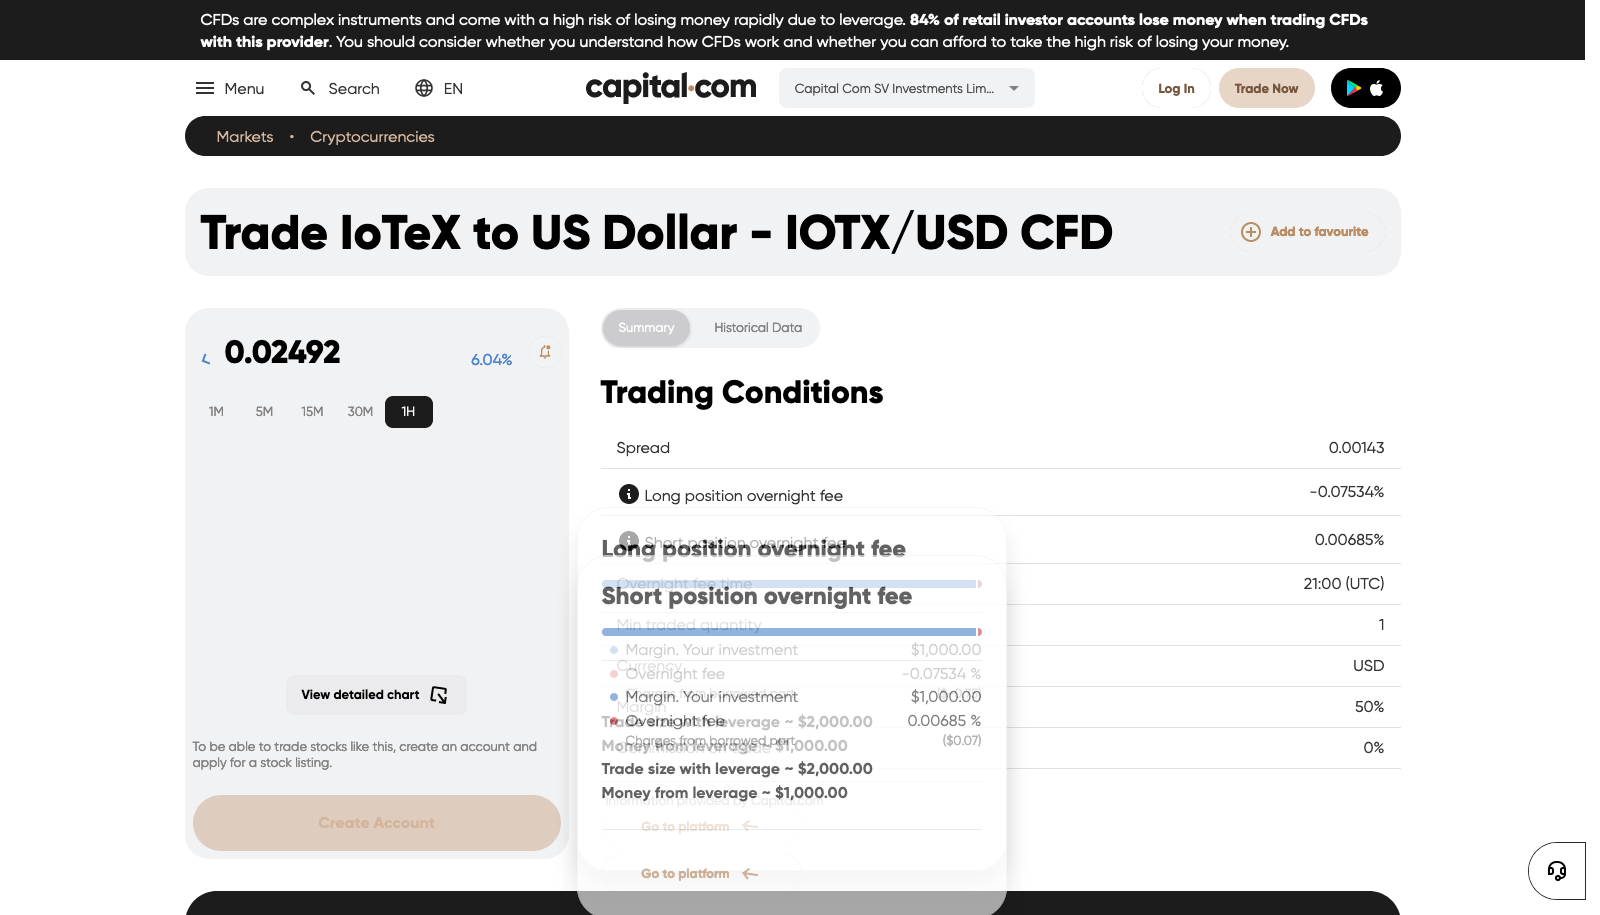 CFDs are complex instruments and come with a high risk of losing money rapidly due to leverage. 84% of retail investor accounts lose money when trading CFDs
with this provider. You should consider whether you understand how CFDs work and whether you can afford to take the high risk of losing your money.
Menu Search EN capital.com Capital Com SV Investments Lim... Log In Trade Now
Markets • Cryptocurrencies
Trade IoTeX to US Dollar - IOTX/USD CFD
Add to favourite
0.02492 6.04%
1M 5M 15M 30M 1H
View detailed chart
To be able to trade stocks like this, create an account and
apply for a stock listing.
Create Account
Summary Historical Data
Trading Conditions
Spread 0.00143
Long position overnight fee -0.07534%
Short position overnight fee 0.00685%
Overnight fee time 21:00 (UTC)
Min traded quantity 1
Currency USD
Margin 50%
Commission on trade 0%
Information provided by Capital.com
Long position overnight fee
Margin. Your investment $1,000.00
Overnight fee -0.07534 %
Trade size with leverage ~ $2,000.00
Money from leverage ~ $1,000.00
Go to platform
Short position overnight fee
Margin. Your investment $1,000.00
Overnight fee 0.00685 %
Charges from borrowed part ($0.07)
Trade size with leverage ~ $2,000.00
Money from leverage ~ $1,000.00
Go to platform